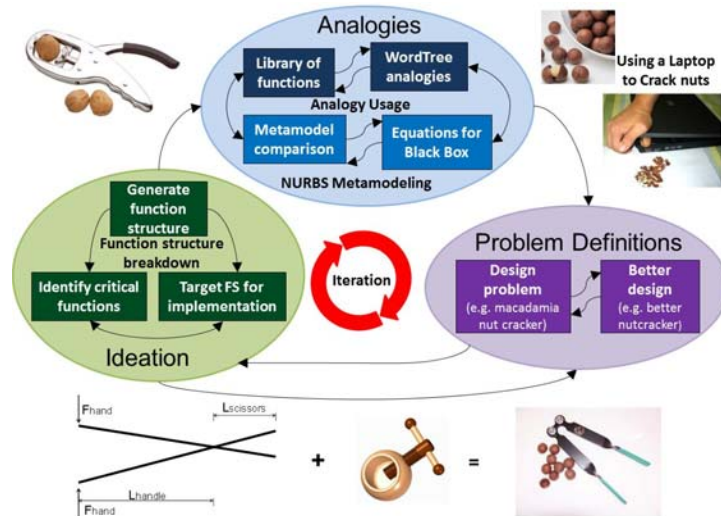 Analogies
Library of
functions
WordTree
analogies
Analogy Usage
Metamodel
comparison
Equations for
Black Box
NURBS Metamodeling
Using a Laptop
to Crack nuts
Generate
function
structure
Function structure
breakdown
Identify critical
functions
Target FS for
implementation
Ideation
Iteration
Problem Definitions
Design
problem
(e.g. macadamia
nut cracker)
Better
design
(e.g. better
nutcracker)
Fhand
Lscissors
Lhandle
Fhand
+
=